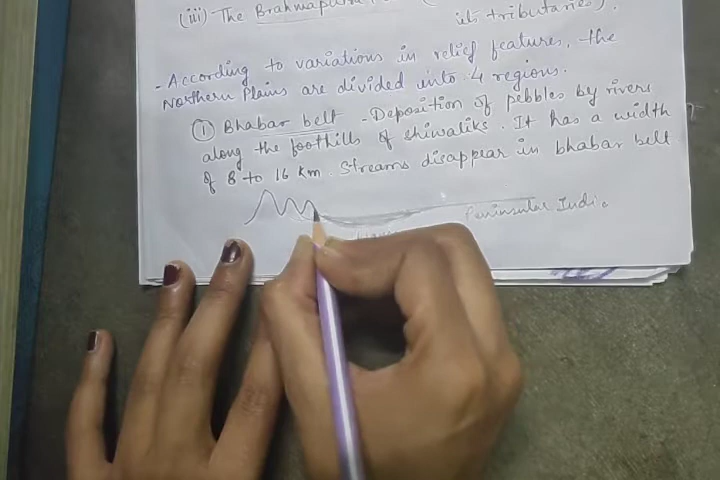 (iii) The Brahmaputra
its tributaries).
- According to variations in relief features, the
Northern Plains are divided into 4 regions.
① Bhabar belt - Deposition of pebbles by rivers
along the foothills of shiwaliks. It has a width
of 8 to 16 km. Streams disappear in bhabar belt
Peninsular Indi